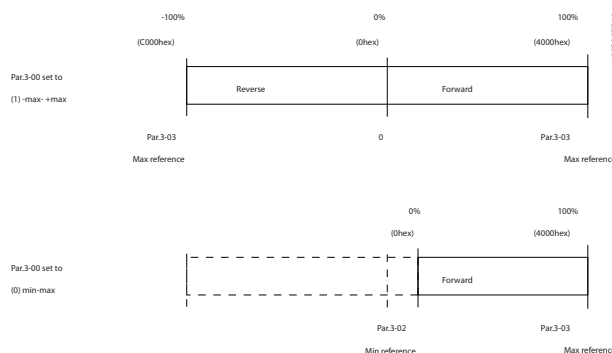 -100% 0% 100%
(C000hex) (0hex) (4000hex)
Par.3-00 set to
(1) -max- +max
Reverse Forward
Par.3-03 0 Par.3-03
Max reference Max reference
0% 100%
(0hex) (4000hex)
Par.3-00 set to
(0) min-max
Forward
Par.3-02 Par.3-03
Min reference Max reference